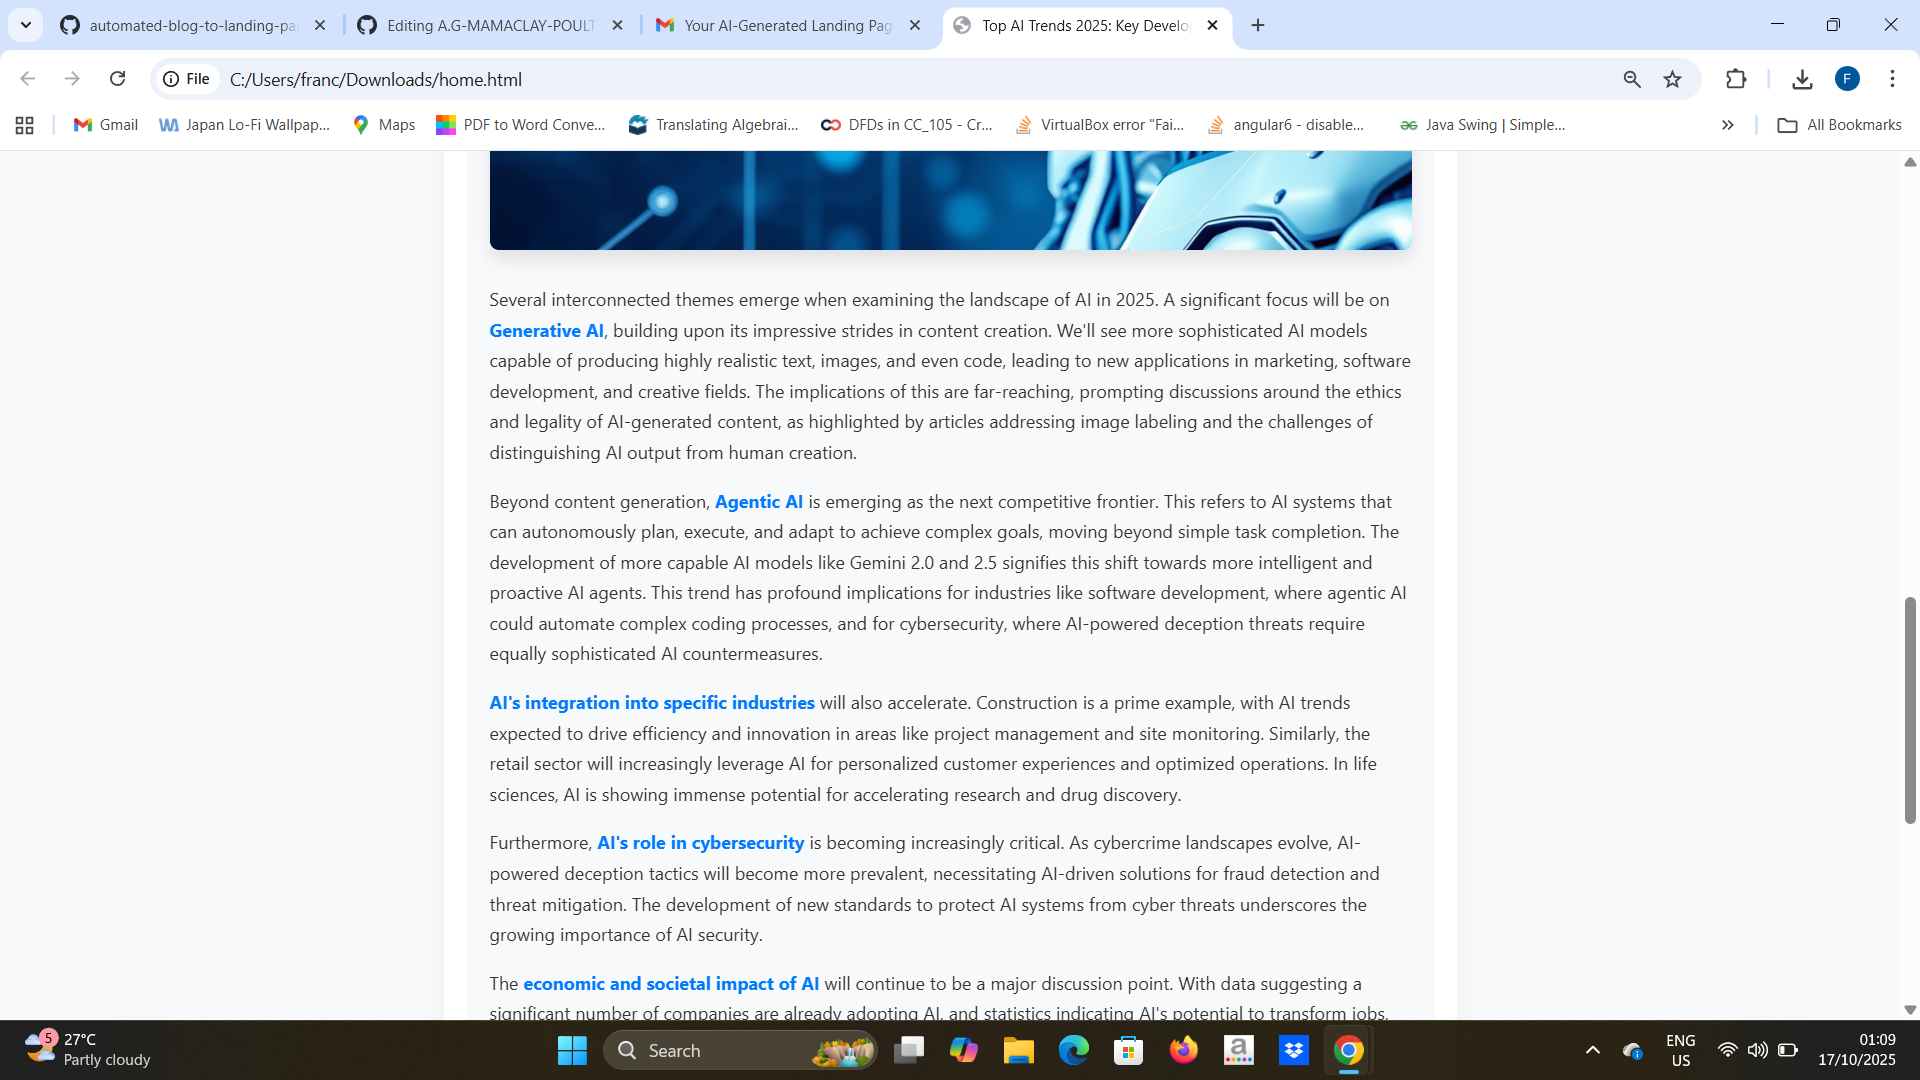 automated-blog-to-landing-pa
Editing A.G-MAMACLAY-POULT
Your AI-Generated Landing Pag
Top AI Trends 2025: Key Develo
File
C:/Users/franc/Downloads/home.html
F
Gmail
Japan Lo-Fi Wallpap...
Maps
PDF to Word Conve...
Translating Algebrai...
DFDs in CC_105 - Cr...
VirtualBox error "Fai...
angular6 - disable...
Java Swing | Simple...
All Bookmarks
Several interconnected themes emerge when examining the landscape of AI in 2025. A significant focus will be on
Generative AI, building upon its impressive strides in content creation. We'll see more sophisticated AI models
capable of producing highly realistic text, images, and even code, leading to new applications in marketing, software
development, and creative fields. The implications of this are far-reaching, prompting discussions around the ethics
and legality of AI-generated content, as highlighted by articles addressing image labeling and the challenges of
distinguishing AI output from human creation.
Beyond content generation, Agentic AI is emerging as the next competitive frontier. This refers to AI systems that
can autonomously plan, execute, and adapt to achieve complex goals, moving beyond simple task completion. The
development of more capable AI models like Gemini 2.0 and 2.5 signifies this shift towards more intelligent and
proactive AI agents. This trend has profound implications for industries like software development, where agentic AI
could automate complex coding processes, and for cybersecurity, where AI-powered deception threats require
equally sophisticated AI countermeasures.
AI's integration into specific industries will also accelerate. Construction is a prime example, with AI trends
expected to drive efficiency and innovation in areas like project management and site monitoring. Similarly, the
retail sector will increasingly leverage AI for personalized customer experiences and optimized operations. In life
sciences, AI is showing immense potential for accelerating research and drug discovery.
Furthermore, AI's role in cybersecurity is becoming increasingly critical. As cybercrime landscapes evolve, AI-
powered deception tactics will become more prevalent, necessitating AI-driven solutions for fraud detection and
threat mitigation. The development of new standards to protect AI systems from cyber threats underscores the
growing importance of AI security.
The economic and societal impact of AI will continue to be a major discussion point. With data suggesting a
significant number of companies are already adopting AI, and statistics indicating AI's potential to transform jobs,
5
27°C
Partly cloudy
Search
a
ENG
US
01:09
17/10/2025